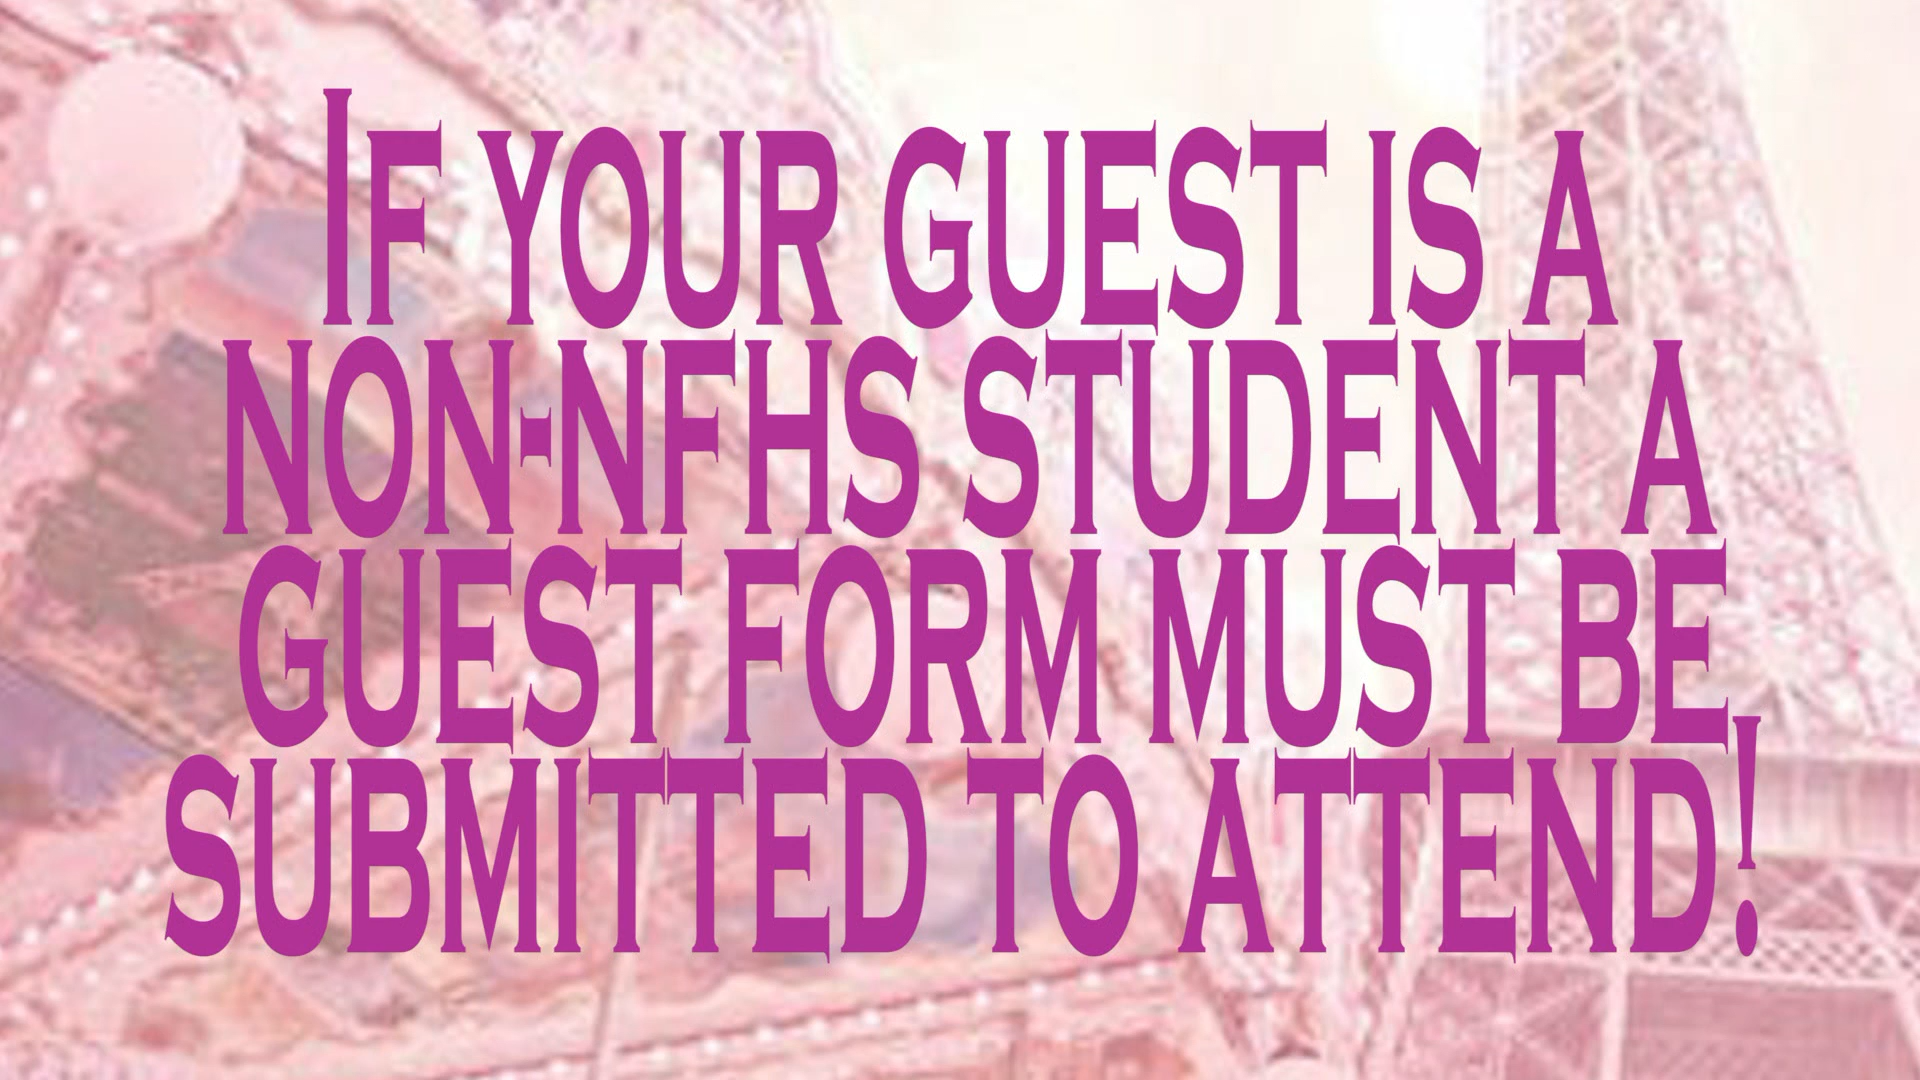 If your guest is a
non-NFHS student a
guest form must be
submitted to attend!